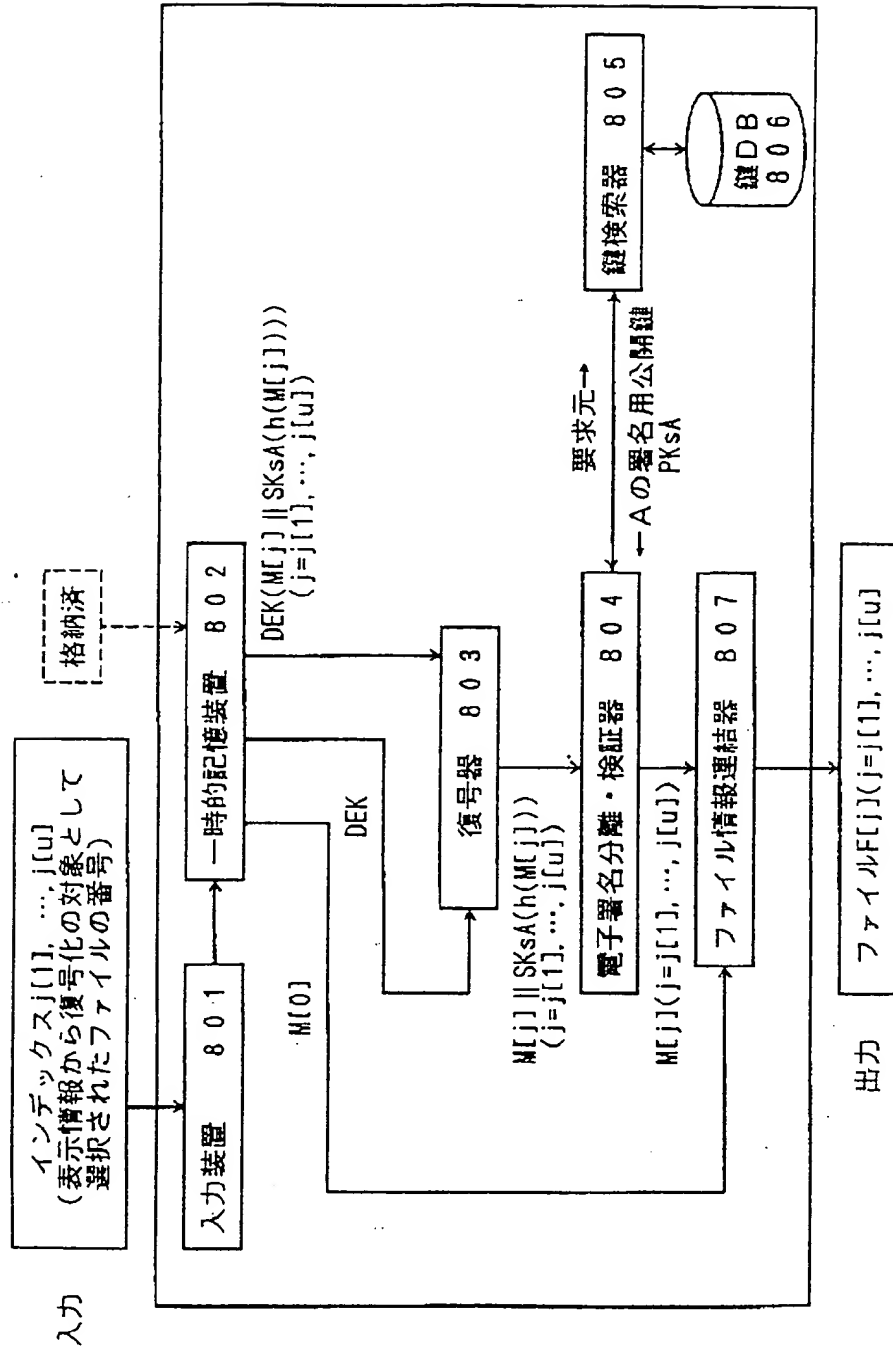 入力
インデックスj[1], …, j[u]
(表示情報から復号化の対象として
選択されたファイルの番号)
格納済
入力装置 801
一時的記憶装置 802
DEK(M[j]||SKsA(h(M[j])))
(j=j[1], …, j[u])
M[0]
DEK
復号器 803
M[j]||SKsA(h(M[j]))
(j=j[1], …, j[u])
要求元→
←Aの署名用公開鍵
PKsA
鍵検索器 805
鍵DB
806
電子署名分離・検証器 804
M[j](j=j[1], …, j[u])
ファイル情報連結器 807
出力
ファイルF[j](j=j[1], …, j[u]